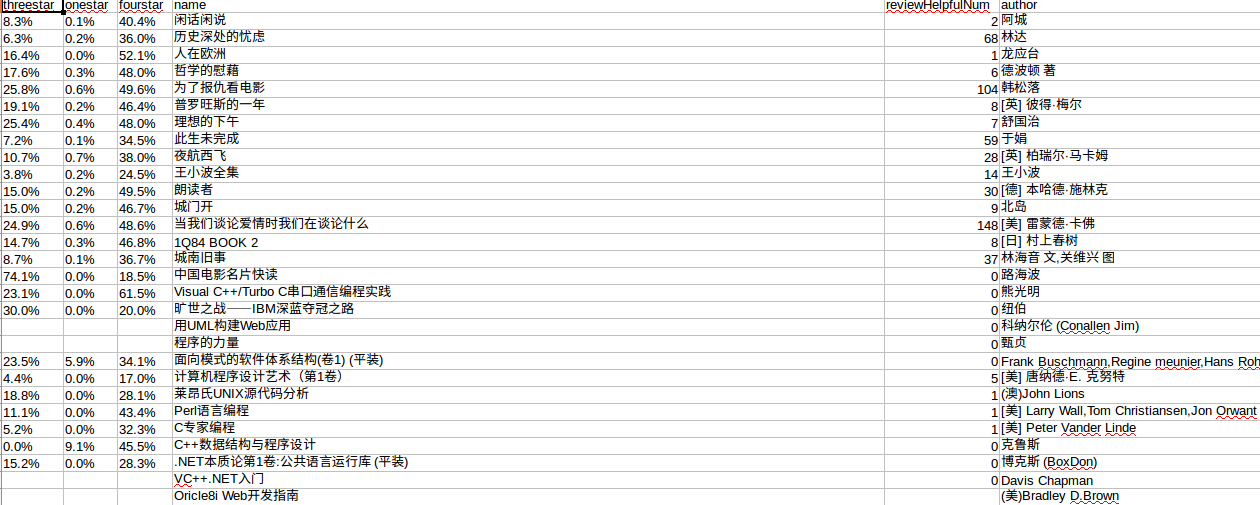 threestar onestar fourstar name reviewHelpfulNum author
8.3% 0.1% 40.4% 闲话闲说 2 阿城
6.3% 0.2% 36.0% 历史深处的忧虑 68 林达
16.4% 0.0% 52.1% 人在欧洲 1 龙应台
17.6% 0.3% 48.0% 哲学的慰藉 6 德波顿 著
25.8% 0.6% 49.6% 为了报仇看电影 104 韩松落
19.1% 0.2% 46.4% 普罗旺斯的一年 8 [英] 彼得·梅尔
25.4% 0.4% 48.0% 理想的下午 7 舒国治
7.2% 0.1% 34.5% 此生未完成 59 于娟
10.7% 0.7% 38.0% 夜航西飞 28 [英] 柏瑞尔·马卡姆
3.8% 0.2% 24.5% 王小波全集 14 王小波
15.0% 0.2% 49.5% 朗读者 30 [德] 本哈德·施林克
15.0% 0.2% 46.7% 城门开 9 北岛
24.9% 0.6% 48.6% 当我们谈论爱情时我们在谈论什么 148 [美] 雷蒙德·卡佛
14.7% 0.3% 46.8% 1Q84 BOOK 2 8 [日] 村上春树
8.7% 0.1% 36.7% 城南旧事 37 林海音 文,关维兴 图
74.1% 0.0% 18.5% 中国电影名片快读 0 路海波
23.1% 0.0% 61.5% Visual C++/Turbo C串口通信编程实践 0 熊光明
30.0% 0.0% 20.0% 旷世之战——IBM深蓝夺冠之路 0 纽伯
用UML构建Web应用 0 科纳尔伦 (Conallen Jim)
程序的力量 0 甄贞
23.5% 5.9% 34.1% 面向模式的软件体系结构(卷1) (平装) 0 Frank Buschmann,Regine meunier,Hans Roh
4.4% 0.0% 17.0% 计算机程序设计艺术（第1卷） 5 [美] 唐纳德·E. 克努特
18.8% 0.0% 28.1% 莱昂氏UNIX源代码分析 1 (澳)John Lions
11.1% 0.0% 43.4% Perl语言编程 1 [美] Larry Wall,Tom Christiansen,Jon Orwant
5.2% 0.0% 32.3% C专家编程 1 [美] Peter Vander Linde
0.0% 9.1% 45.5% C++数据结构与程序设计 0 克鲁斯
15.2% 0.0% 28.3% .NET本质论第1卷:公共语言运行库 (平装) 0 博克斯 (BoxDon)
VC++.NET入门 0 Davis Chapman
Oricle8i Web开发指南 (美)Bradley D.Brown